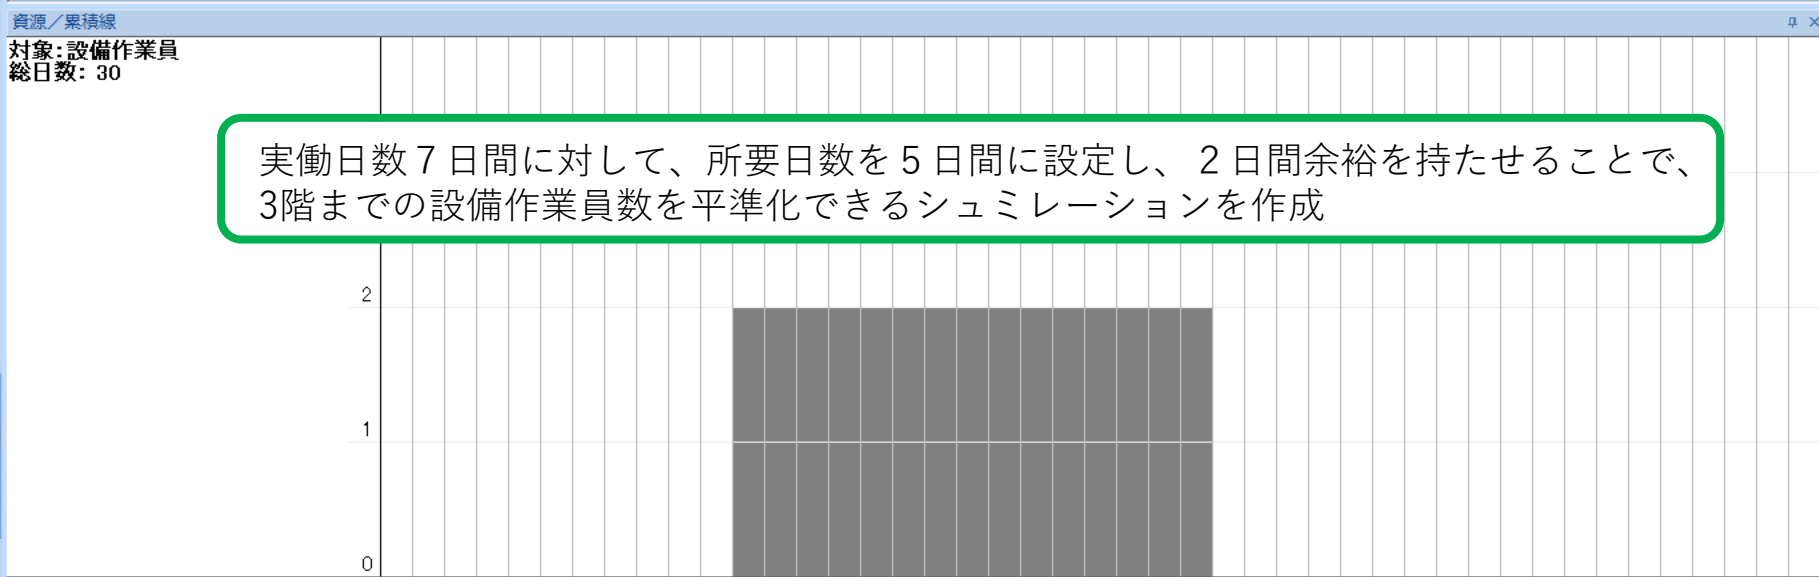 資源／累積線
対象:設備作業員
総日数: 30
実働日数７日間に対して、所要日数を５日間に設定し、２日間余裕を持たせることで、
3階までの設備作業員数を平準化できるシュミレーションを作成
2
1
0